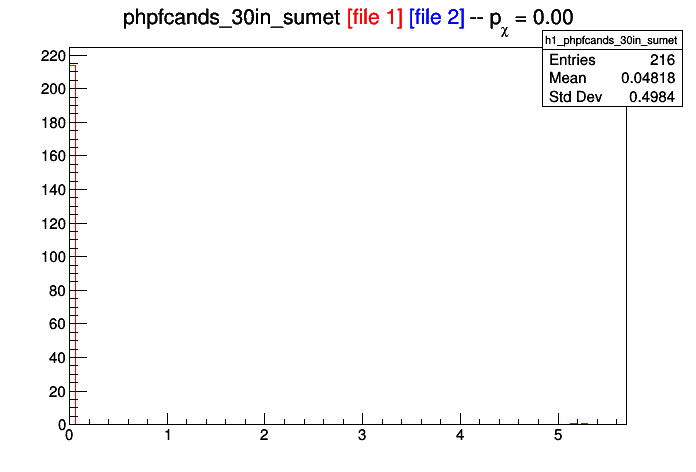 phpfcands_30in_sumet [file 1] [file 2] -- pχ = 0.00
h1_phpfcands_30in_sumet
Entries 216
Mean 0.04818
Std Dev 0.4984
220
200
180
160
140
120
100
80
60
40
20
0
0 1 2 3 4 5